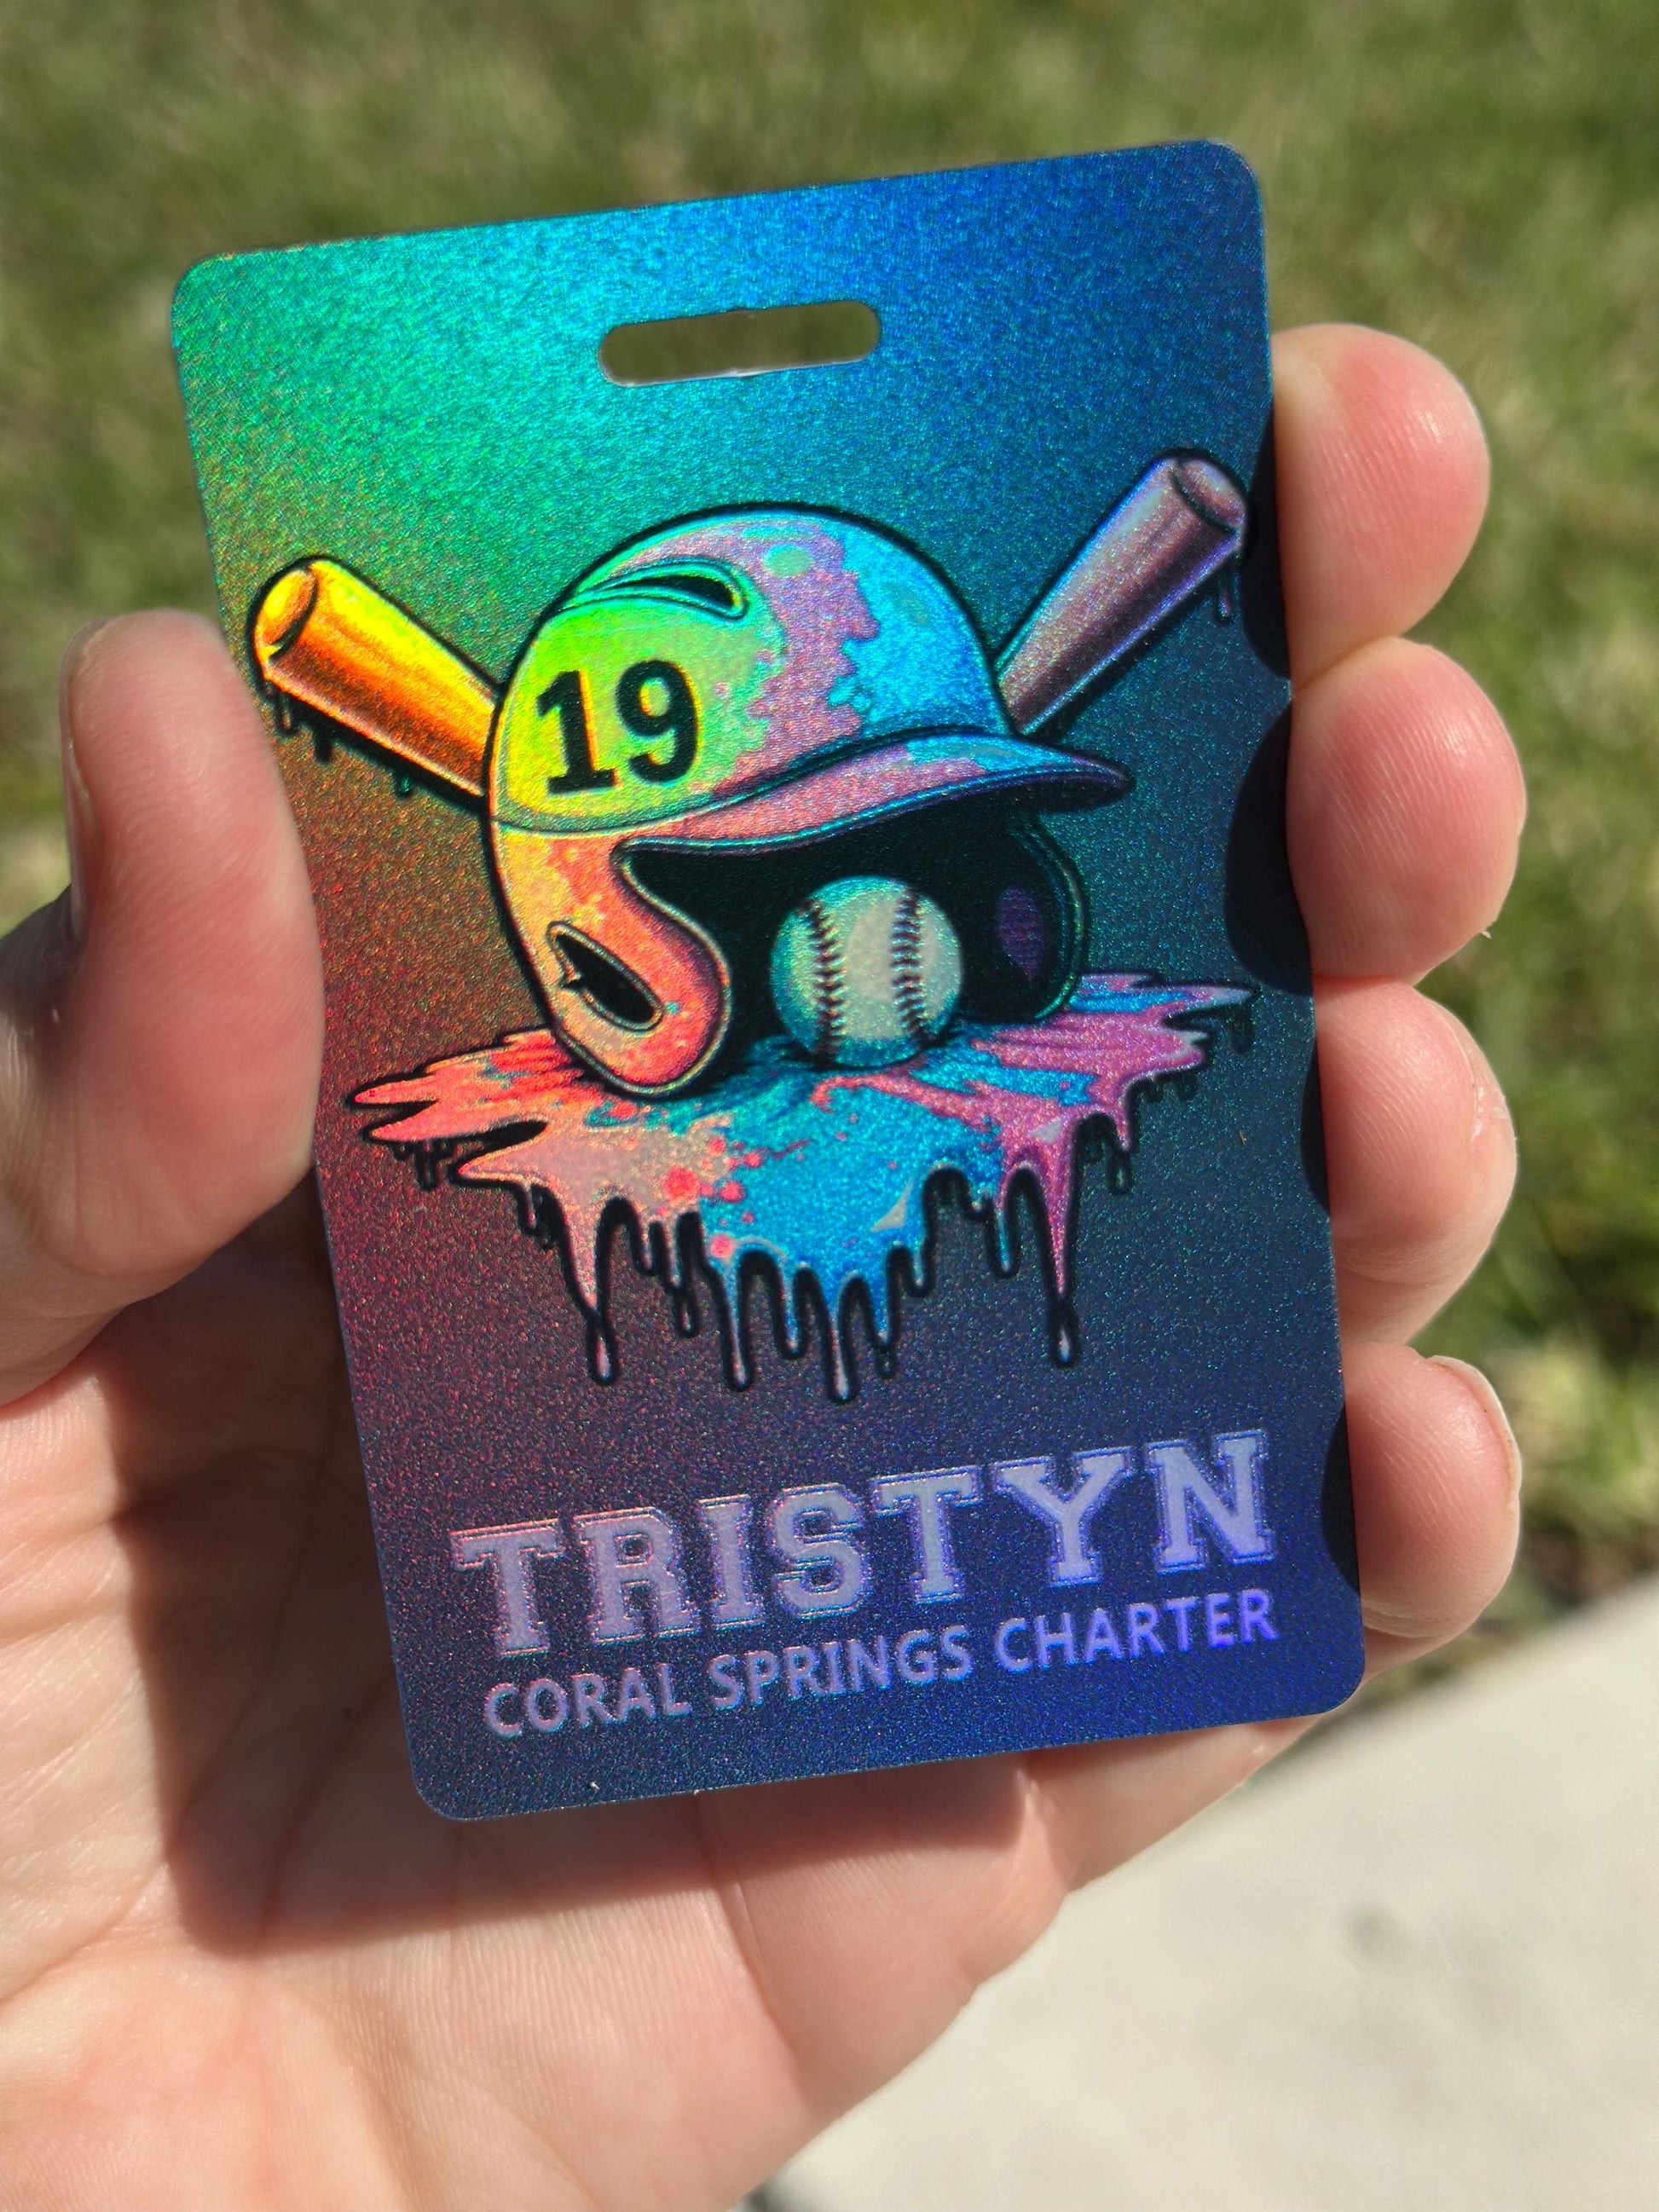 19
TRISTYN
CORAL SPRINGS CHARTER